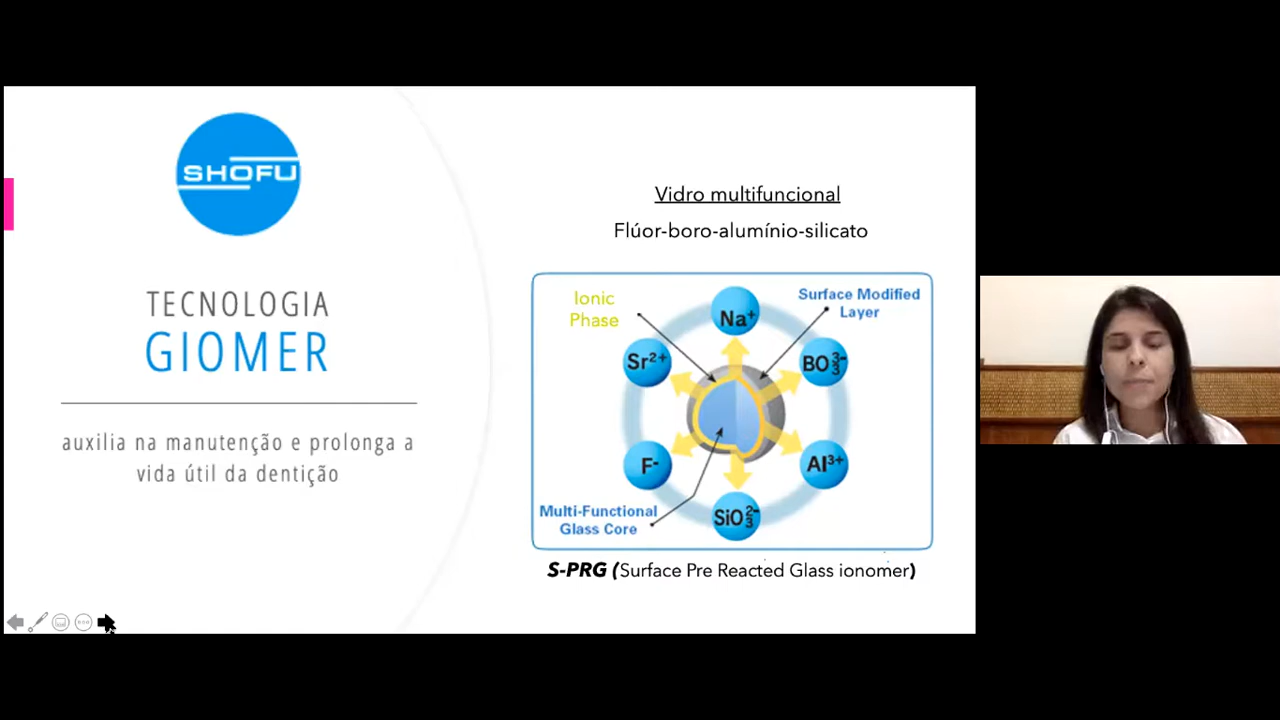 SHOFU
TECNOLOGIA
GIOMER
auxilia na manutenção e prolonga a
vida útil da dentição
Vidro multifuncional
Flúor-boro-alumínio-silicato
Ionic
Phase
Surface Modified
Layer
Na⁺
Sr²⁺
BO₃³⁻
F⁻
Al³⁺
SiO₃²⁻
Multi-Functional
Glass Core
S-PRG (Surface Pre Reacted Glass ionomer)